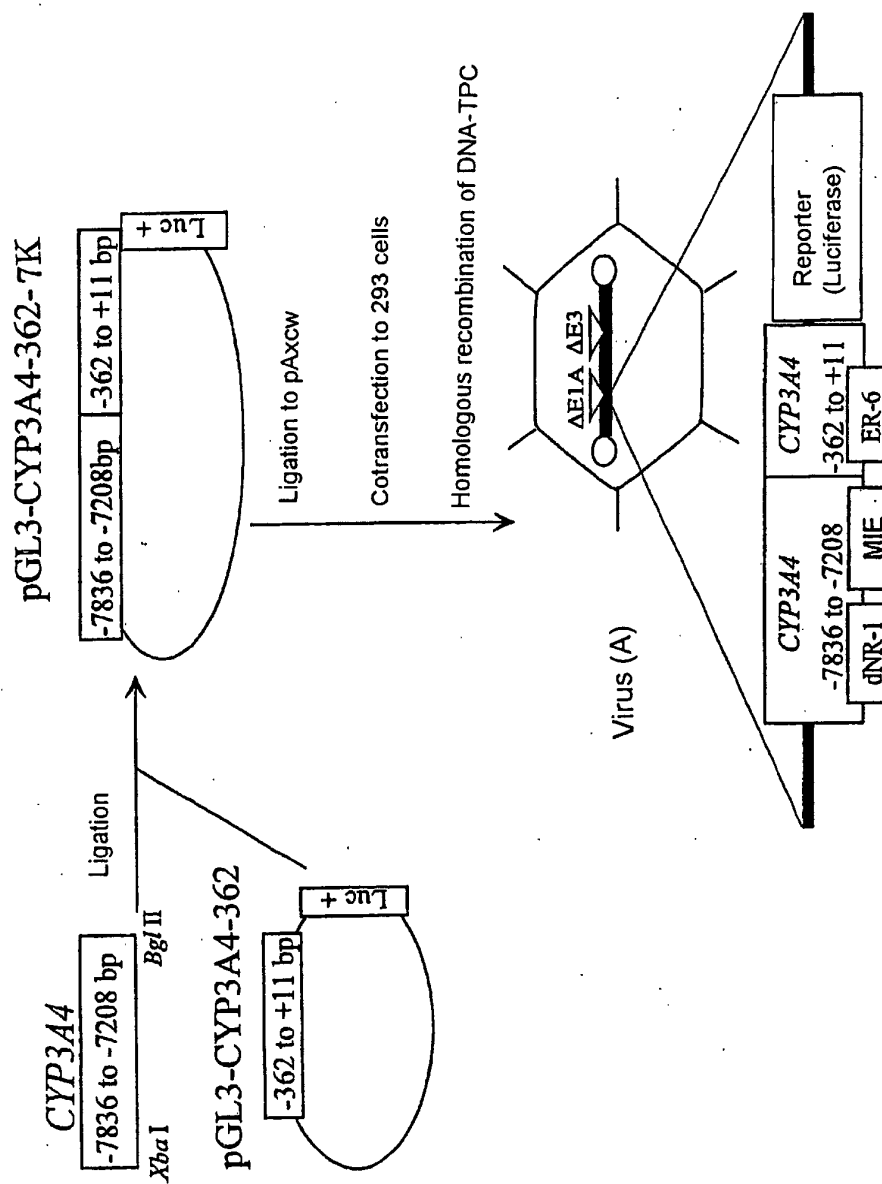 CYP3A4
-7836 to -7208 bp
Xba I
Bgl II
Ligation
pGL3-CYP3A4-362
-362 to +11 bp
Luc +
pGL3-CYP3A4-362-7K
-7836 to -7208bp
-362 to +11 bp
Luc +
Ligation to pAxcw
Cotransfection to 293 cells
Homologous recombination of DNA-TPC
Virus (A)
ΔE1A ΔE3
CYP3A4
-7836 to -7208
dNR-1
MIE
CYP3A4
-362 to +11
ER-6
Reporter
(Luciferase)